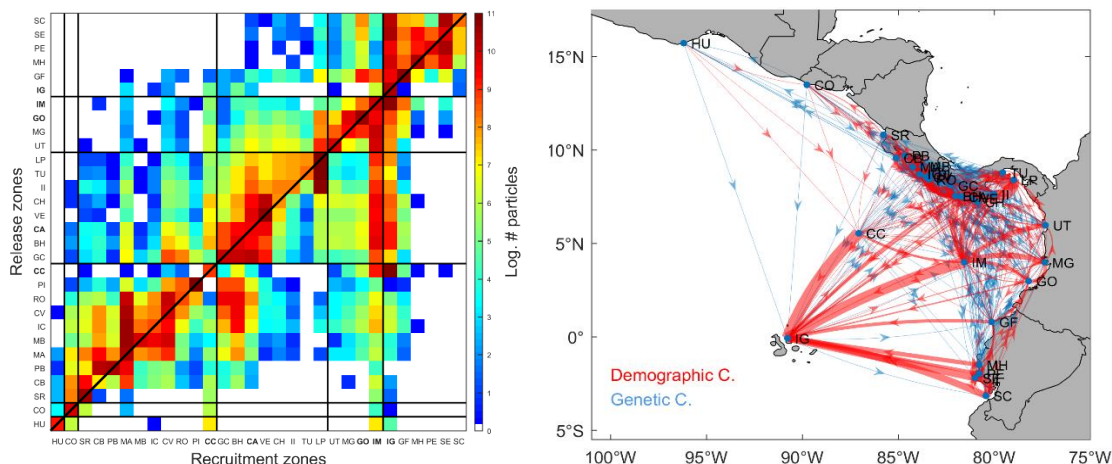 Release zones
SC
SE
PE
MH
GF
IG
IM
GO
MG
UT
LP
TU
II
CH
VE
CA
BH
GC
CC
PI
RO
CV
IC
MB
MA
PB
CB
SR
CO
HU
HU CO SR CB PB MA MB IC CV RO PI CC GC BH CA VE CH II TU LP UT MG GO IM IG GF MH PE SE SC
Recruitment zones
11
10
9
8
7
6
5
4
3
2
1
0
Log. # particles
15°N
10°N
5°N
0°
5°S
100°W 95°W 90°W 85°W 80°W 75°W
HU
CO
SR
TU
LP
GC
II
UT
CC
IM
MG
GO
GF
IG
MH
SC
Demographic C.
Genetic C.